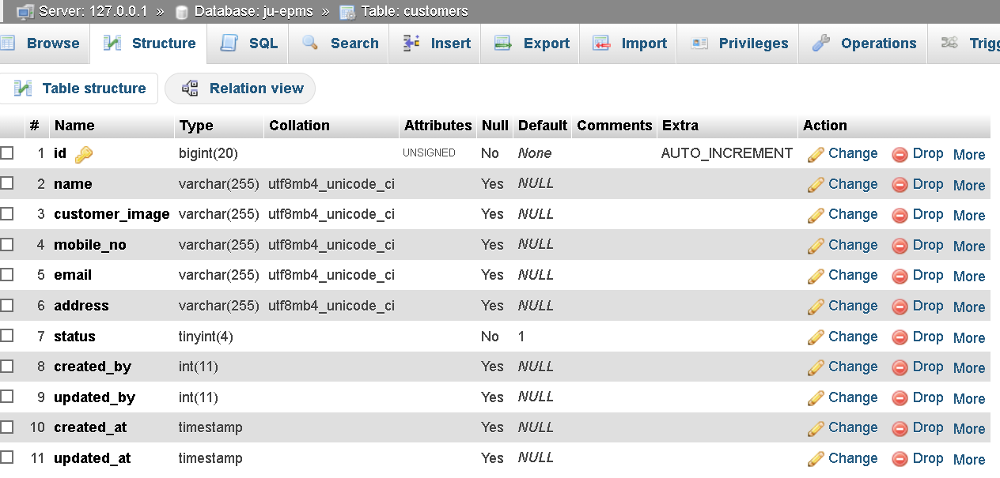 Server: 127.0.0.1 » Database: ju-epms » Table: customers
Browse Structure SQL Search Insert Export Import Privileges Operations
Table structure Relation view
# Name Type Collation Attributes Null Default Comments Extra Action
1 id bigint(20) UNSIGNED No None AUTO_INCREMENT Change Drop More
2 name varchar(255) utf8mb4_unicode_ci Yes NULL Change Drop More
3 customer_image varchar(255) utf8mb4_unicode_ci Yes NULL Change Drop More
4 mobile_no varchar(255) utf8mb4_unicode_ci Yes NULL Change Drop More
5 email varchar(255) utf8mb4_unicode_ci Yes NULL Change Drop More
6 address varchar(255) utf8mb4_unicode_ci Yes NULL Change Drop More
7 status tinyint(4) No 1 Change Drop More
8 created_by int(11) Yes NULL Change Drop More
9 updated_by int(11) Yes NULL Change Drop More
10 created_at timestamp Yes NULL Change Drop More
11 updated_at timestamp Yes NULL Change Drop More